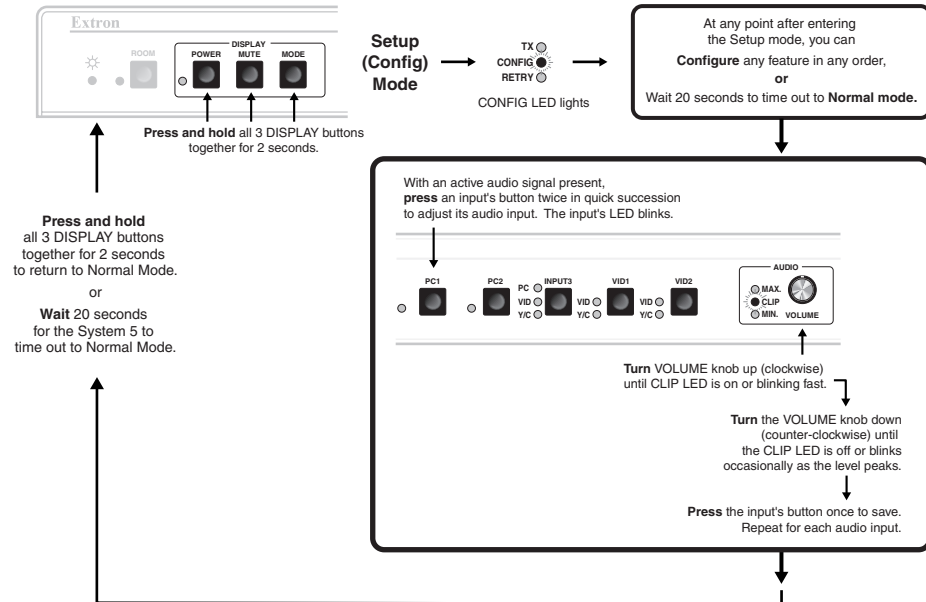 Extron
ROOM
DISPLAY
POWER MUTE MODE
Press and hold all 3 DISPLAY buttons
together for 2 seconds.
Setup
(Config)
Mode
TX
CONFIG
RETRY
CONFIG LED lights
At any point after entering
the Setup mode, you can
Configure any feature in any order,
or
Wait 20 seconds to time out to Normal mode.
With an active audio signal present,
press an input's button twice in quick succession
to adjust its audio input. The input's LED blinks.
PC1
PC2
INPUT3
PC
VID
Y/C
VID1
VID
Y/C
VID2
VID
Y/C
AUDIO
MAX.
CLIP
MIN.
VOLUME
Turn VOLUME knob up (clockwise)
until CLIP LED is on or blinking fast.
Turn the VOLUME knob down
(counter-clockwise) until
the CLIP LED is off or blinks
occasionally as the level peaks.
Press the input's button once to save.
Repeat for each audio input.
Press and hold
all 3 DISPLAY buttons
together for 2 seconds
to return to Normal Mode.
or
Wait 20 seconds
for the System 5 to
time out to Normal Mode.